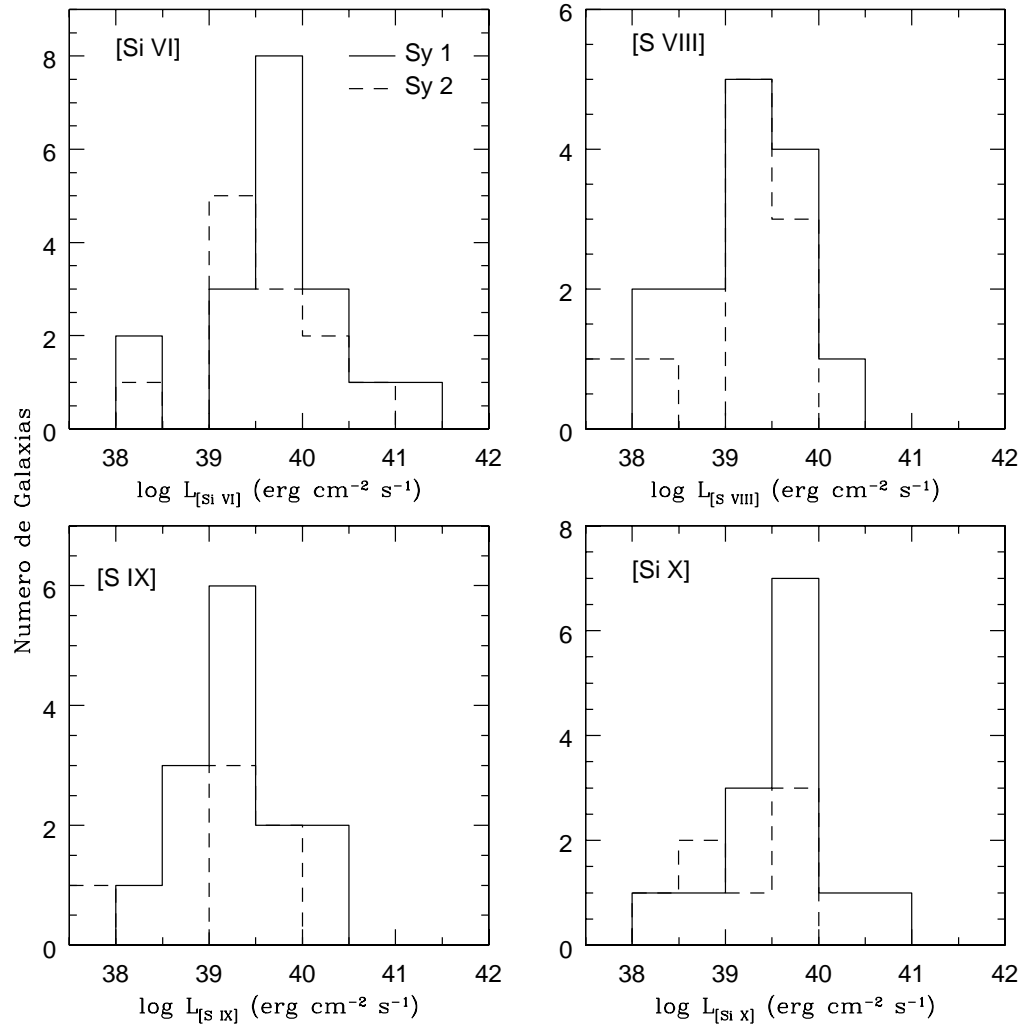 [Si VI]
Sy 1
Sy 2
8
6
4
2
0
38 39 40 41 42
log L[Si VI] (erg cm⁻² s⁻¹)
[S VIII]
6
4
2
0
38 39 40 41 42
log L[S VIII] (erg cm⁻² s⁻¹)
Numero de Galaxias
[S IX]
6
4
2
0
38 39 40 41 42
log L[S IX] (erg cm⁻² s⁻¹)
[Si X]
8
6
4
2
0
38 39 40 41 42
log L[Si X] (erg cm⁻² s⁻¹)